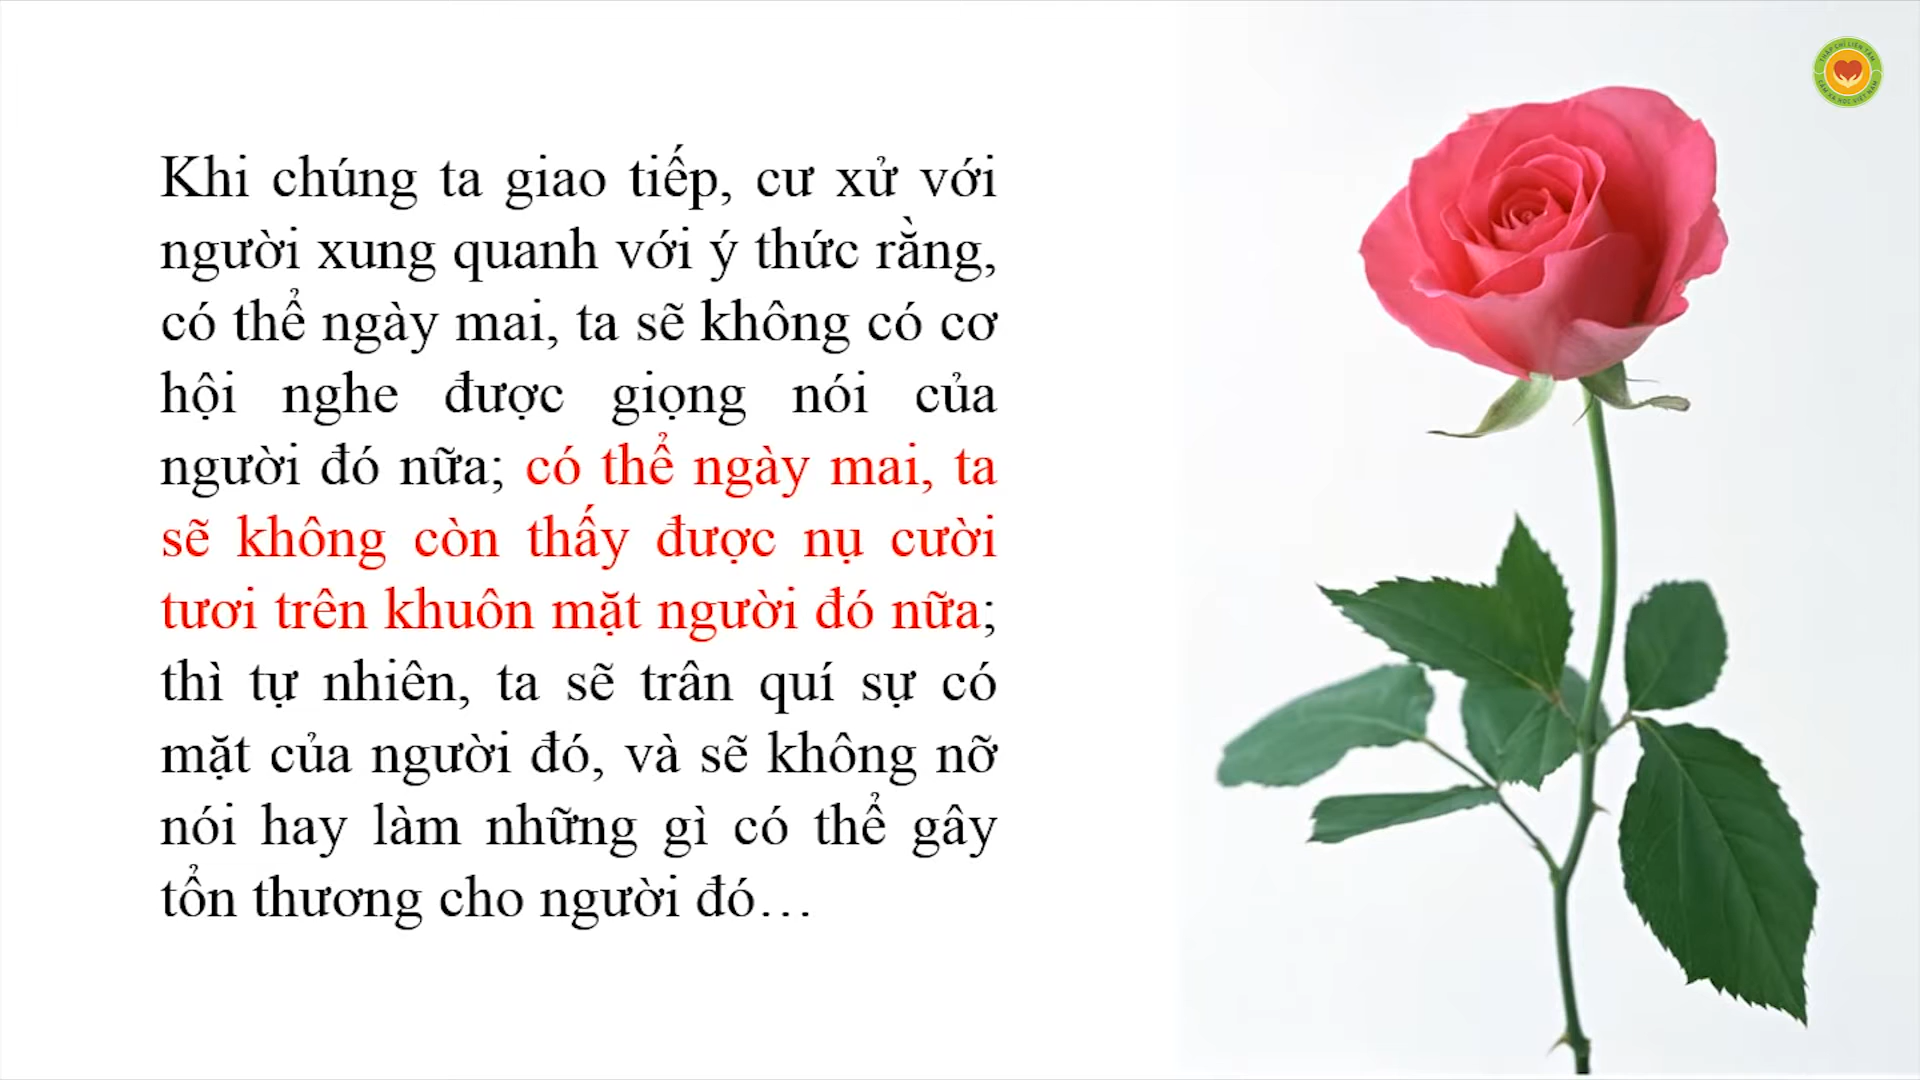 Khi chúng ta giao tiếp, cư xử với
người xung quanh với ý thức rằng,
có thể ngày mai, ta sẽ không có cơ
hội nghe được giọng nói của
người đó nữa; có thể ngày mai, ta
sẽ không còn thấy được nụ cười
tươi trên khuôn mặt người đó nữa;
thì tự nhiên, ta sẽ trân quí sự có
mặt của người đó, và sẽ không nỡ
nói hay làm những gì có thể gây
tổn thương cho người đó…